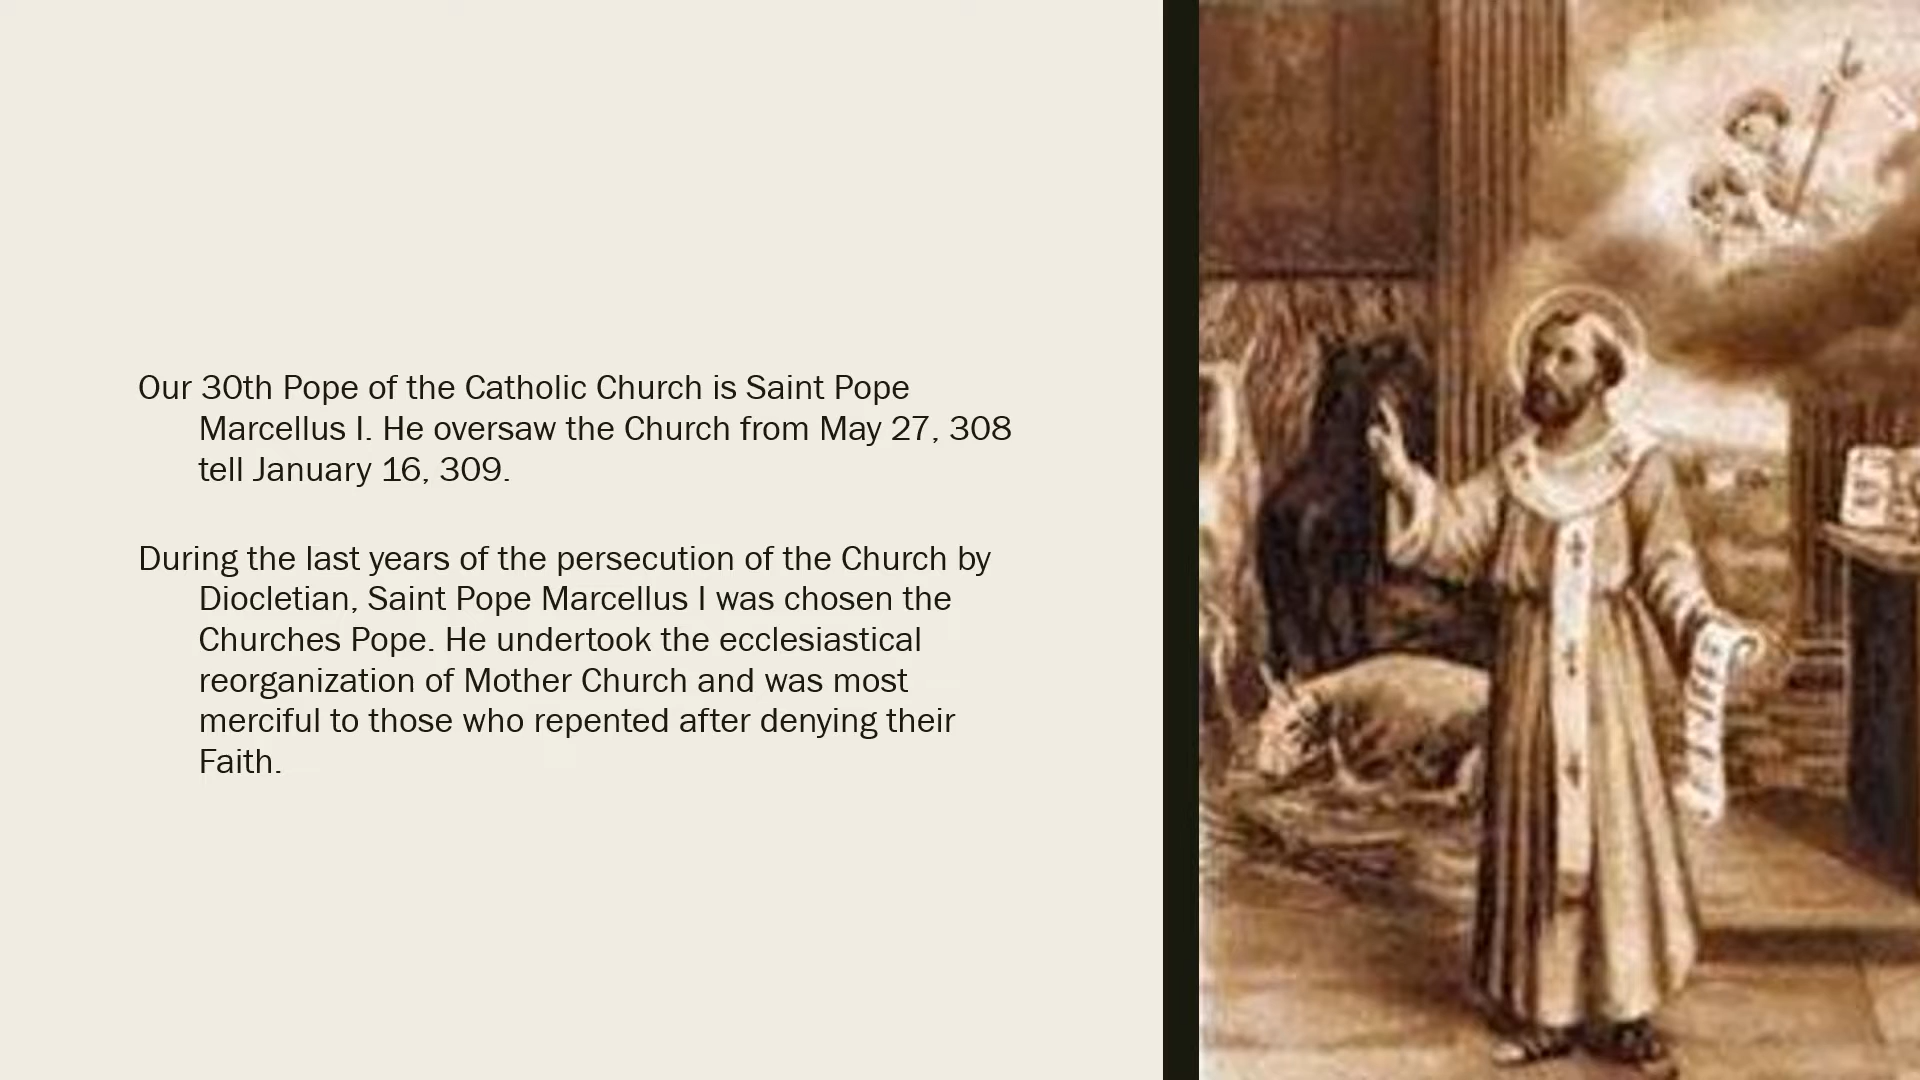 Our 30th Pope of the Catholic Church is Saint Pope
Marcellus I. He oversaw the Church from May 27, 308
tell January 16, 309.
During the last years of the persecution of the Church by
Diocletian, Saint Pope Marcellus I was chosen the
Churches Pope. He undertook the ecclesiastical
reorganization of Mother Church and was most
merciful to those who repented after denying their
Faith.